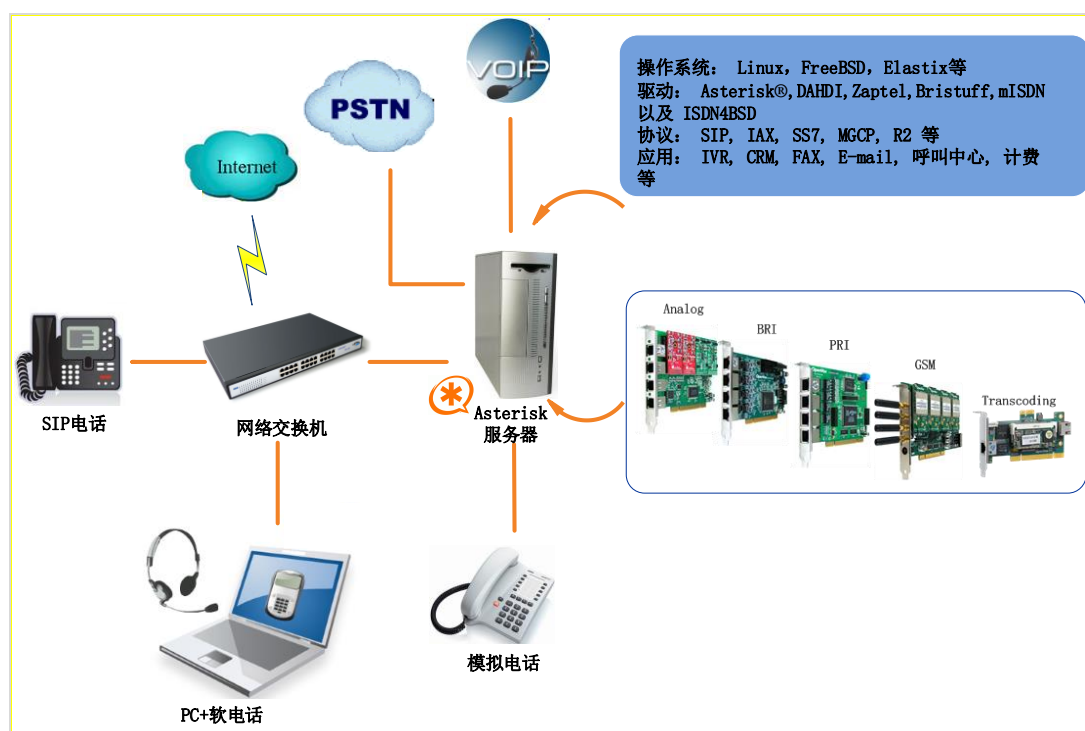 VOIP
PSTN
Internet
操作系统： Linux，FreeBSD，Elastix等
驱动： Asterisk®,DAHDI,Zaptel,Bristuff,mISDN
以及 ISDN4BSD
协议： SIP, IAX, SS7, MGCP, R2 等
应用： IVR, CRM, FAX, E-mail, 呼叫中心, 计费
等
Analog
BRI
PRI
GSM
Transcoding
SIP电话
网络交换机
Asterisk
服务器
模拟电话
PC+软电话